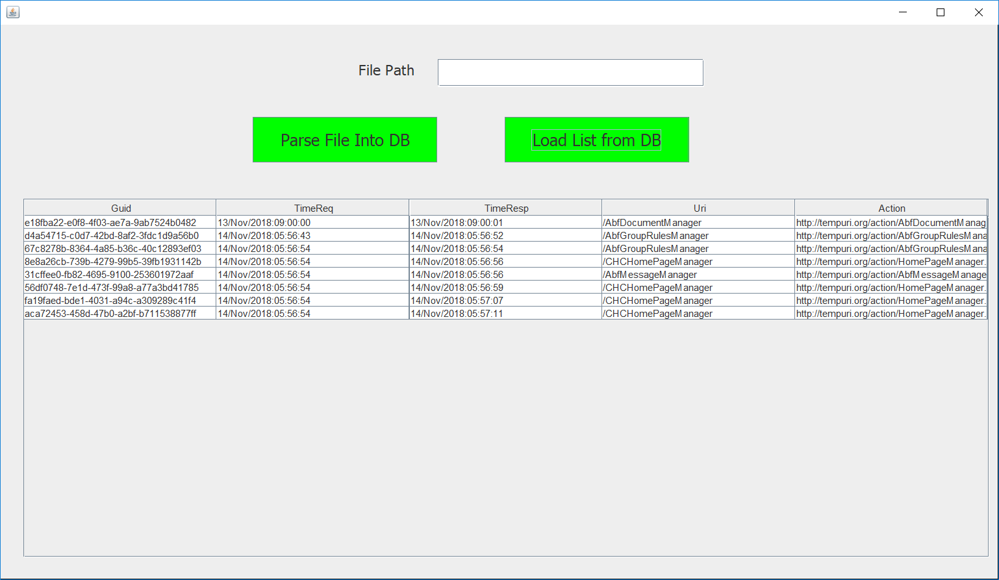 File Path
Parse File Into DB Load List from DB
Guid TimeReq TimeResp Uri Action
e18fba22-e0f8-4f03-ae7a-9ab7524b0482 13/Nov/2018:09:00:00 13/Nov/2018:09:00:01 /AbfDocumentManager http://tempuri.org/action/AbfDocumentManag
d4a54715-c0d7-42bd-8af2-3fdc1d9a56b0 14/Nov/2018:05:56:43 14/Nov/2018:05:56:52 /AbfGroupRulesManager http://tempuri.org/action/AbfGroupRulesMana
67c8278b-8364-4a85-b36c-40c12893ef03 14/Nov/2018:05:56:54 14/Nov/2018:05:56:54 /AbfGroupRulesManager http://tempuri.org/action/AbfGroupRulesMana
8e8a26cb-739b-4279-99b5-39fb1931142b 14/Nov/2018:05:56:54 14/Nov/2018:05:56:56 /CHCHomePageManager http://tempuri.org/action/HomePageManager.
31cffee0-fb82-4695-9100-253601972aaf 14/Nov/2018:05:56:54 14/Nov/2018:05:56:56 /AbfMessageManager http://tempuri.org/action/AbfMessageManage
56df0748-7e1d-473f-99a8-a77a3bd41785 14/Nov/2018:05:56:54 14/Nov/2018:05:56:59 /CHCHomePageManager http://tempuri.org/action/HomePageManager.
fa19faed-bde1-4031-a94c-a309289c41f4 14/Nov/2018:05:56:54 14/Nov/2018:05:57:07 /CHCHomePageManager http://tempuri.org/action/HomePageManager.
aca72453-458d-47b0-a2bf-b711538877ff 14/Nov/2018:05:56:54 14/Nov/2018:05:57:11 /CHCHomePageManager http://tempuri.org/action/HomePageManager.